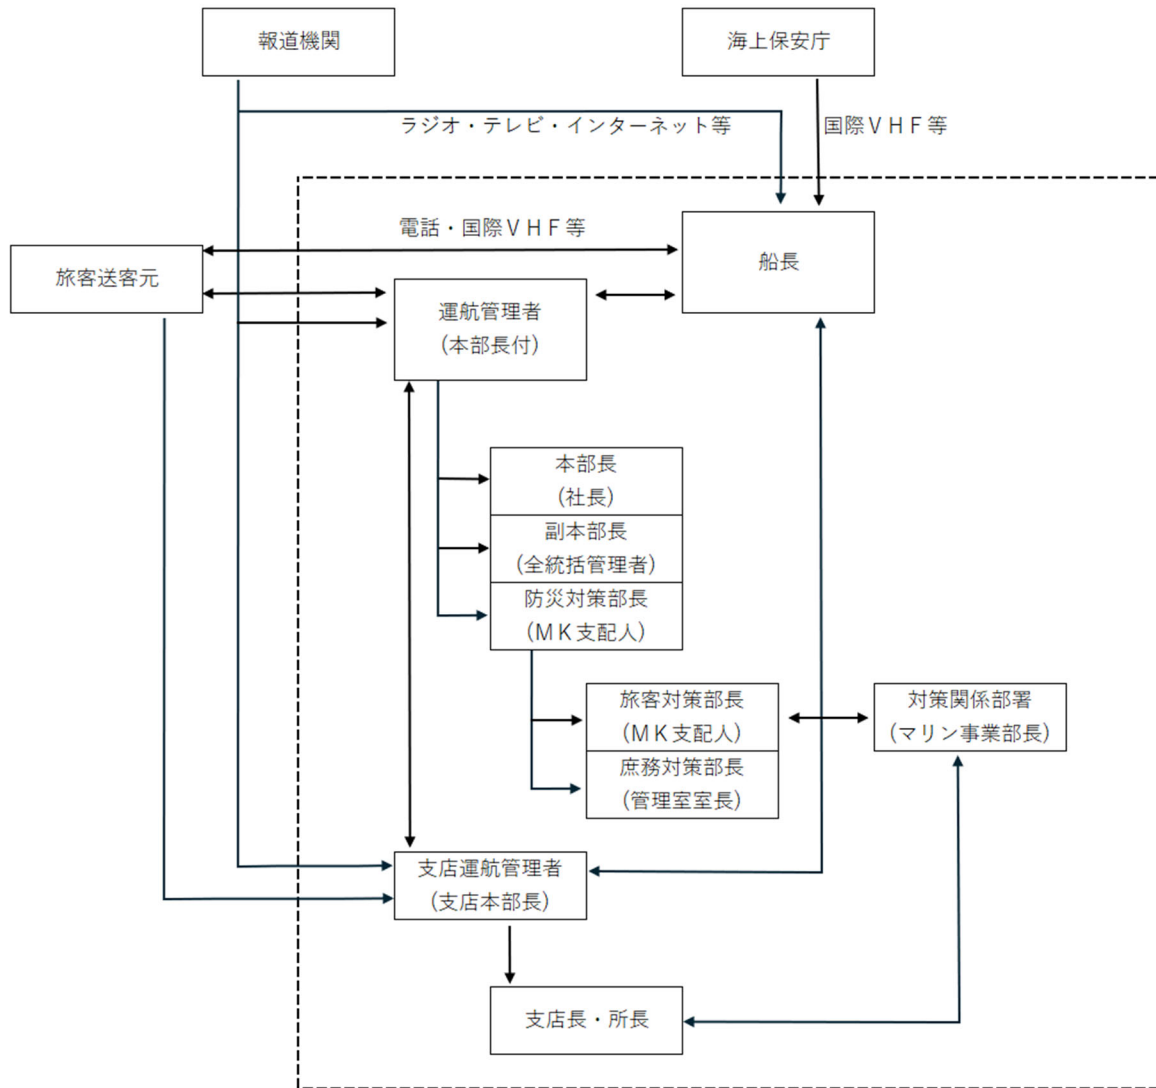 報道機関
海上保安庁
ラジオ・テレビ・インターネット等
国際ＶＨＦ等
電話・国際ＶＨＦ等
船長
旅客送客元
運航管理者
(本部長付)
本部長
(社長)
副本部長
(全統括管理者)
防災対策部長
(ＭＫ支配人)
旅客対策部長
(ＭＫ支配人)
対策関係部署
(マリン事業部長)
庶務対策部長
(管理室室長)
支店運航管理者
(支店本部長)
支店長・所長